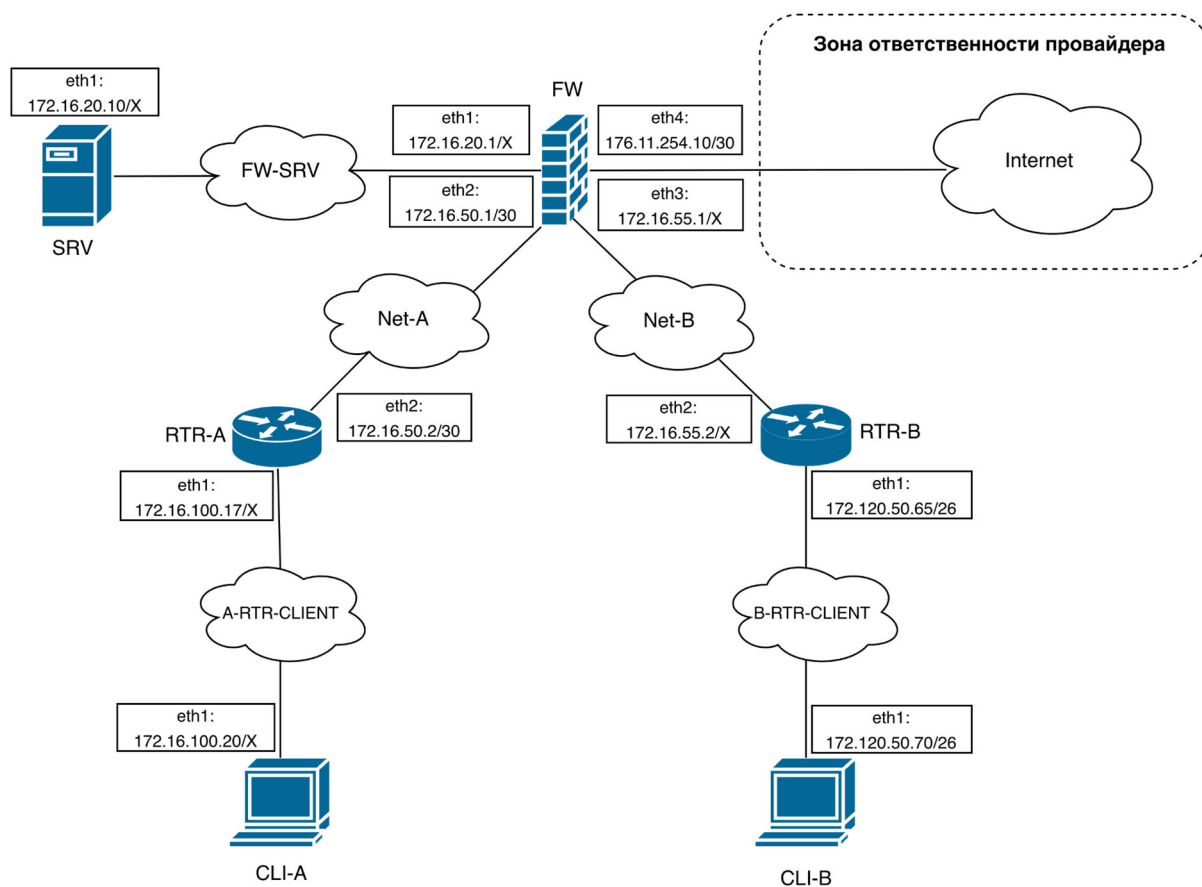 Зона ответственности провайдера
eth1:
172.16.20.10/X
FW
eth1:
172.16.20.1/X
eth4:
176.11.254.10/30
FW-SRV
Internet
eth2:
172.16.50.1/30
eth3:
172.16.55.1/X
SRV
Net-A
Net-B
eth2:
172.16.50.2/30
eth2:
172.16.55.2/X
RTR-A
RTR-B
eth1:
172.16.100.17/X
eth1:
172.120.50.65/26
A-RTR-CLIENT
B-RTR-CLIENT
eth1:
172.16.100.20/X
eth1:
172.120.50.70/26
CLI-A
CLI-B